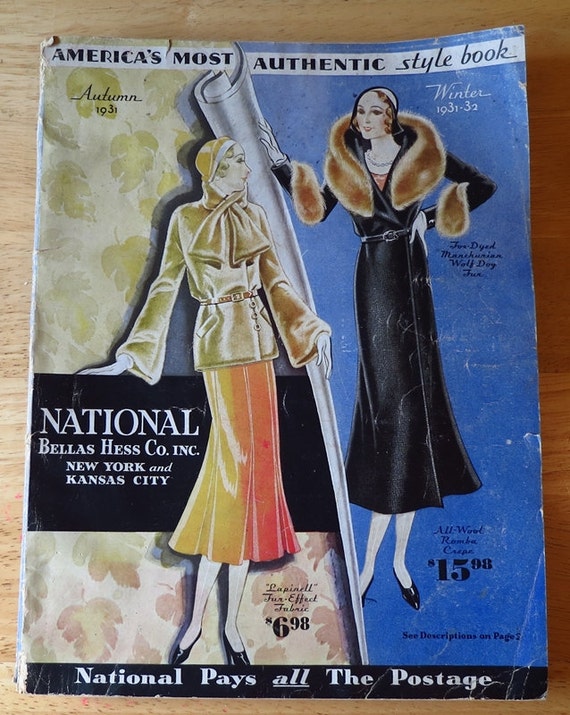 AMERICA'S MOST AUTHENTIC style book
Autumn
1931
Winter
1931-32
Fox-Dyed
Manchurian
Wolf Dog
Fur
NATIONAL
BELLAS HESS CO. INC.
NEW YORK and
KANSAS CITY
All-Wool
Romba
Crepe
$15.98
"Lapinell"
Fur-Effect
Fabric
$6.98
See Descriptions on Page 2
National Pays all The Postage